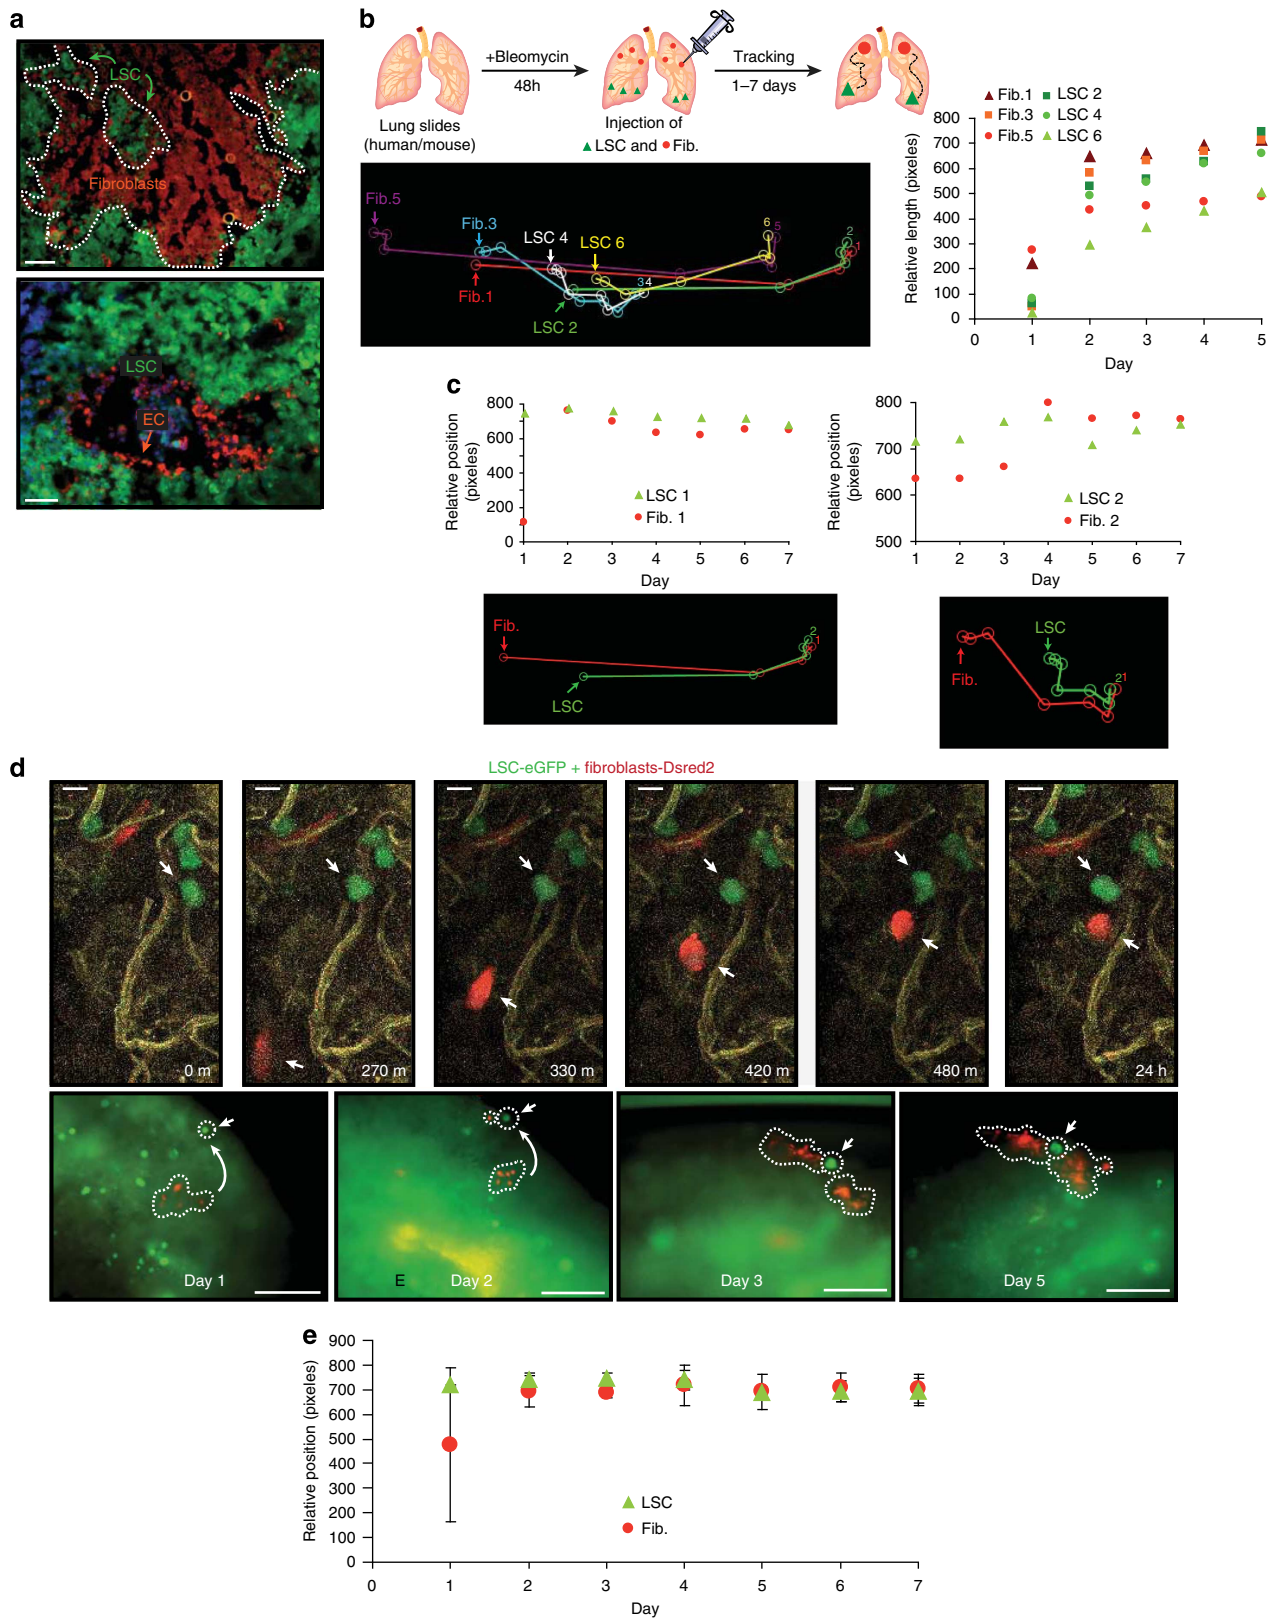 a
LSC
Fibroblasts
LSC
EC
b
+Bleomycin
48h
Tracking
1–7 days
Lung slides
(human/mouse)
Injection of
LSC and Fib.
Fib.5
Fib.3
LSC 4
LSC 6
Fib.1
LSC 2
6
5
2
1
3
4
Fib.1 LSC 2
Fib.3 LSC 4
Fib.5 LSC 6
Relative length (pixeles)
800
700
600
500
400
300
200
100
0
0 1 2 3 4 5
Day
c
Relative position
(pixeles)
800
600
400
200
0
LSC 1
Fib. 1
1 2 3 4 5 6 7
Day
Relative position
(pixeles)
800
700
600
500
LSC 2
Fib. 2
1 2 3 4 5 6 7
Day
Fib.
LSC
2
1
LSC
Fib.
21
d
LSC-eGFP + fibroblasts-Dsred2
0 m
270 m
330 m
420 m
480 m
24 h
Day 1
E
Day 2
Day 3
Day 5
e
Relative position (pixeles)
900
800
700
600
500
400
300
200
100
0
LSC
Fib.
0 1 2 3 4 5 6 7
Day